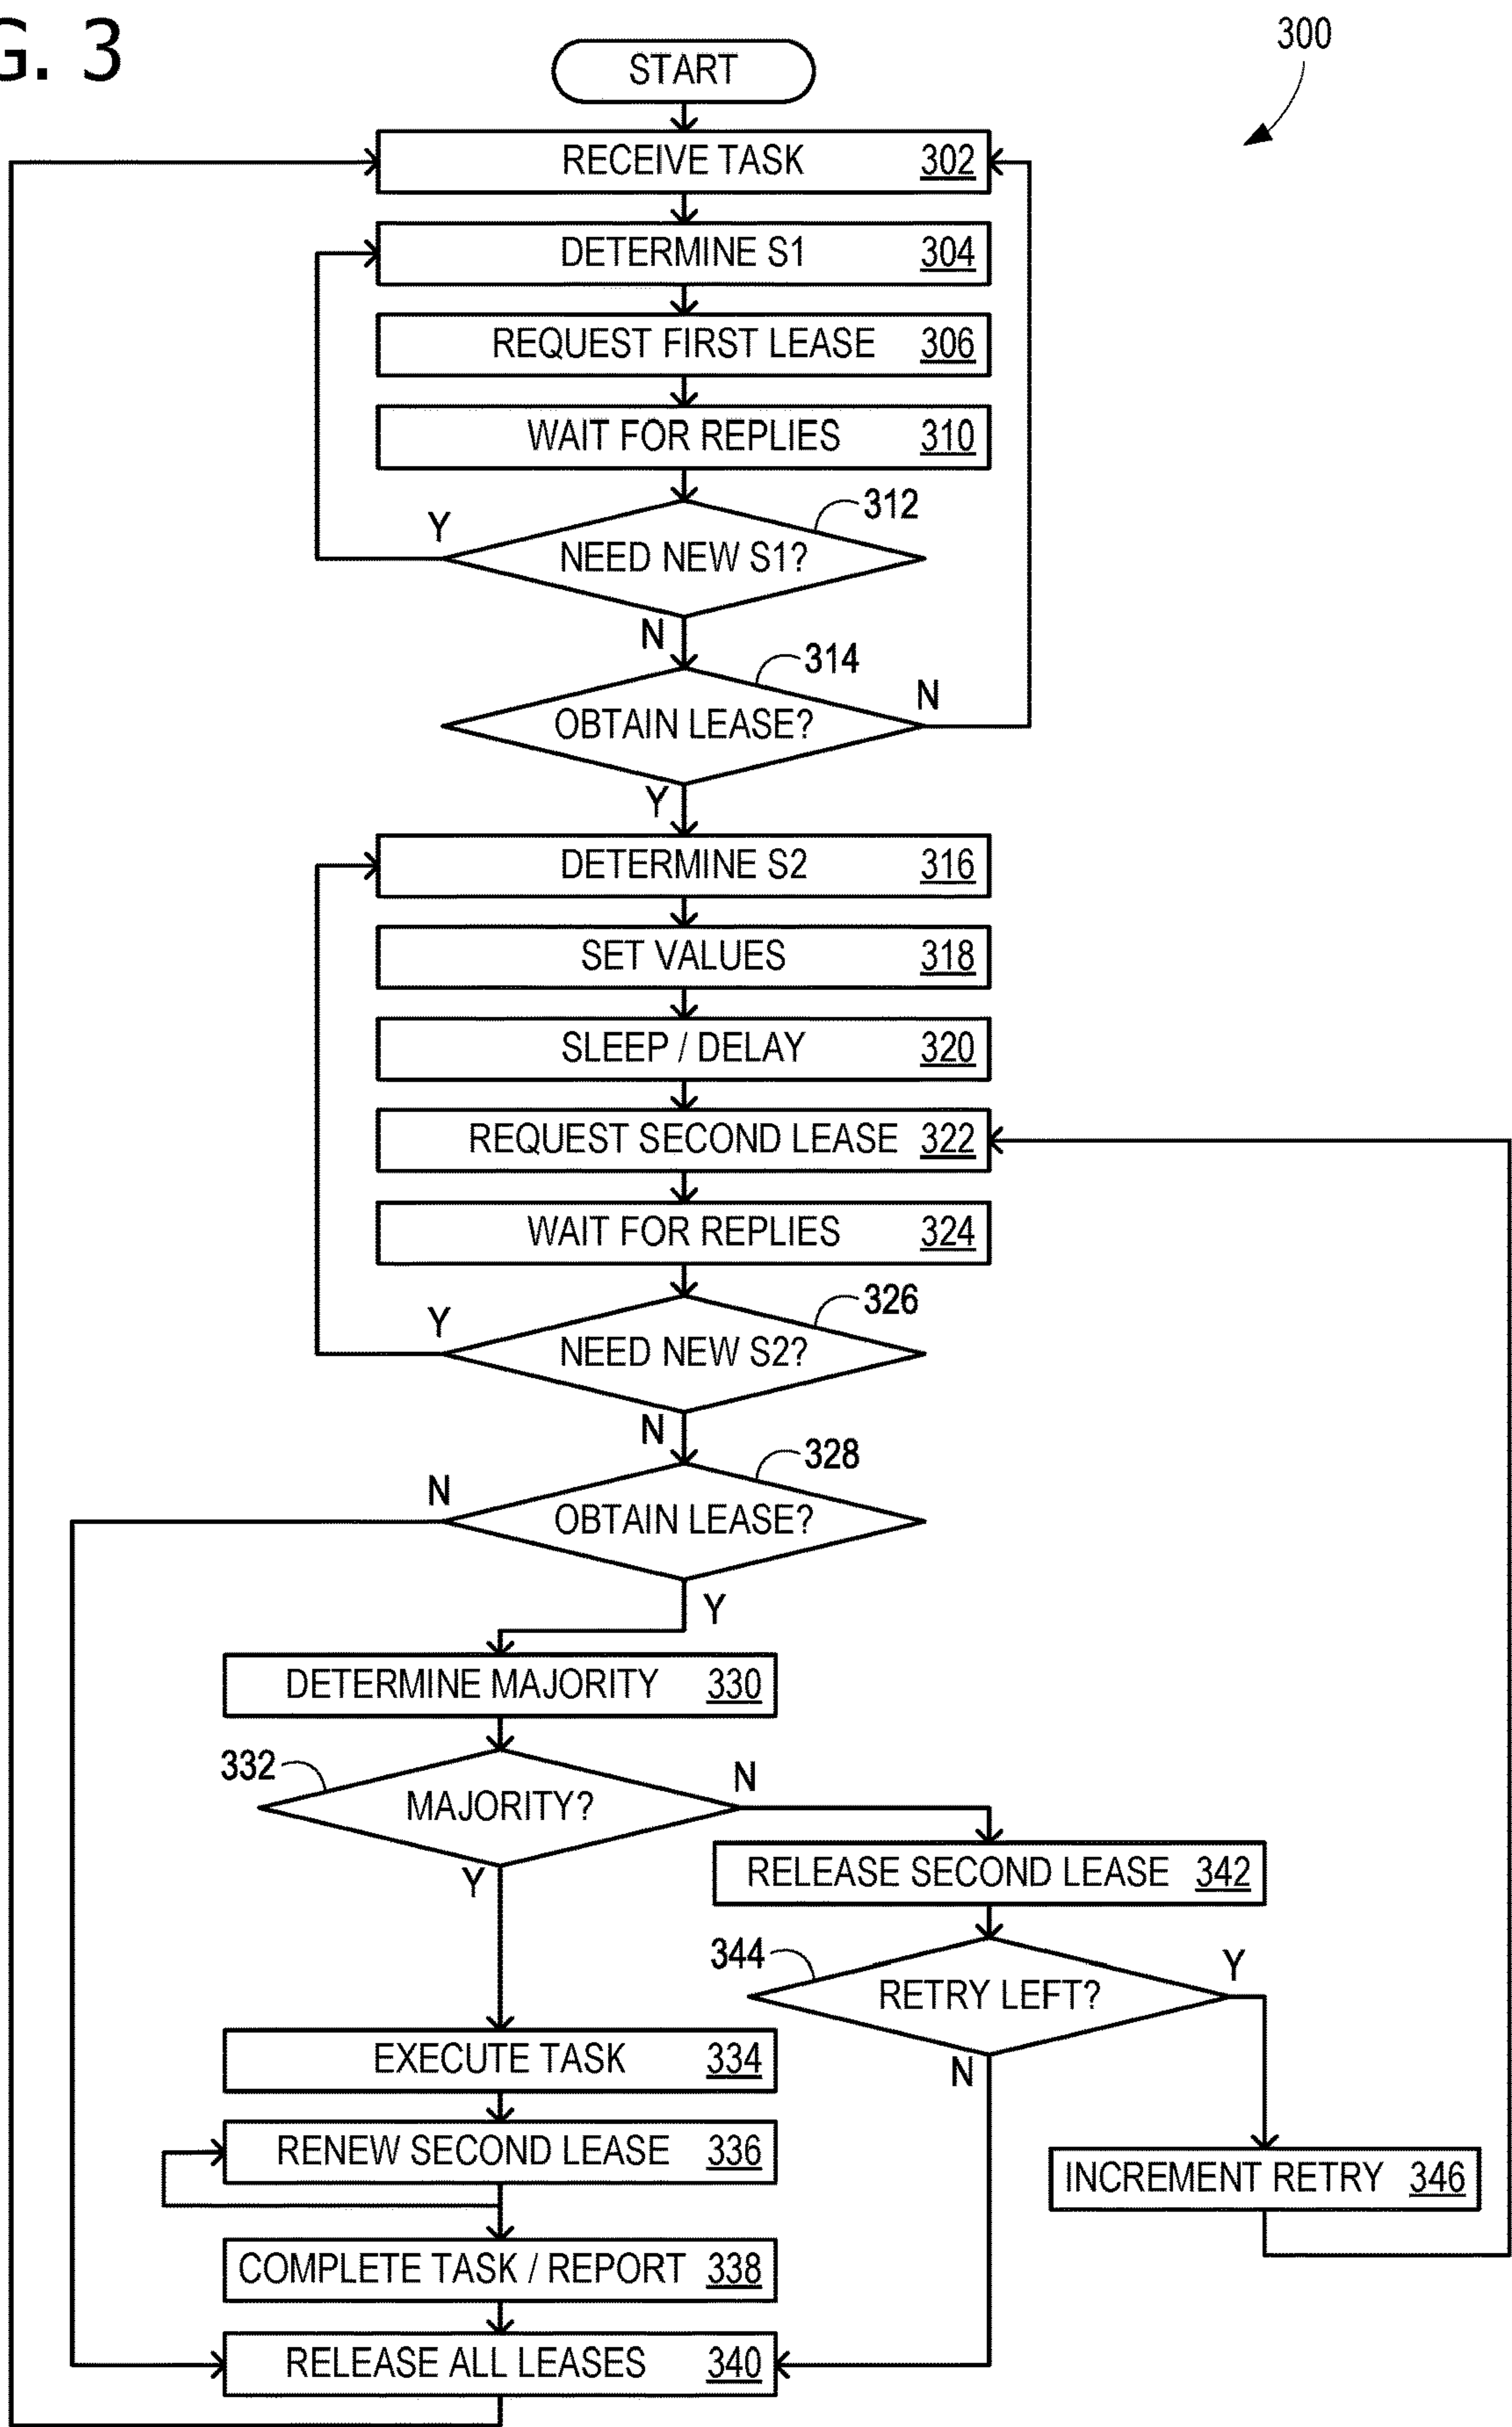 G. 3
300
START
RECEIVE TASK 302
DETERMINE S1 304
REQUEST FIRST LEASE 306
WAIT FOR REPLIES 310
312
Y
NEED NEW S1?
N
314
N
OBTAIN LEASE?
Y
DETERMINE S2 316
SET VALUES 318
SLEEP / DELAY 320
REQUEST SECOND LEASE 322
WAIT FOR REPLIES 324
326
Y
NEED NEW S2?
N
328
N
OBTAIN LEASE?
Y
DETERMINE MAJORITY 330
332
N
MAJORITY?
Y
RELEASE SECOND LEASE 342
344
Y
RETRY LEFT?
N
EXECUTE TASK 334
RENEW SECOND LEASE 336
INCREMENT RETRY 346
COMPLETE TASK / REPORT 338
RELEASE ALL LEASES 340